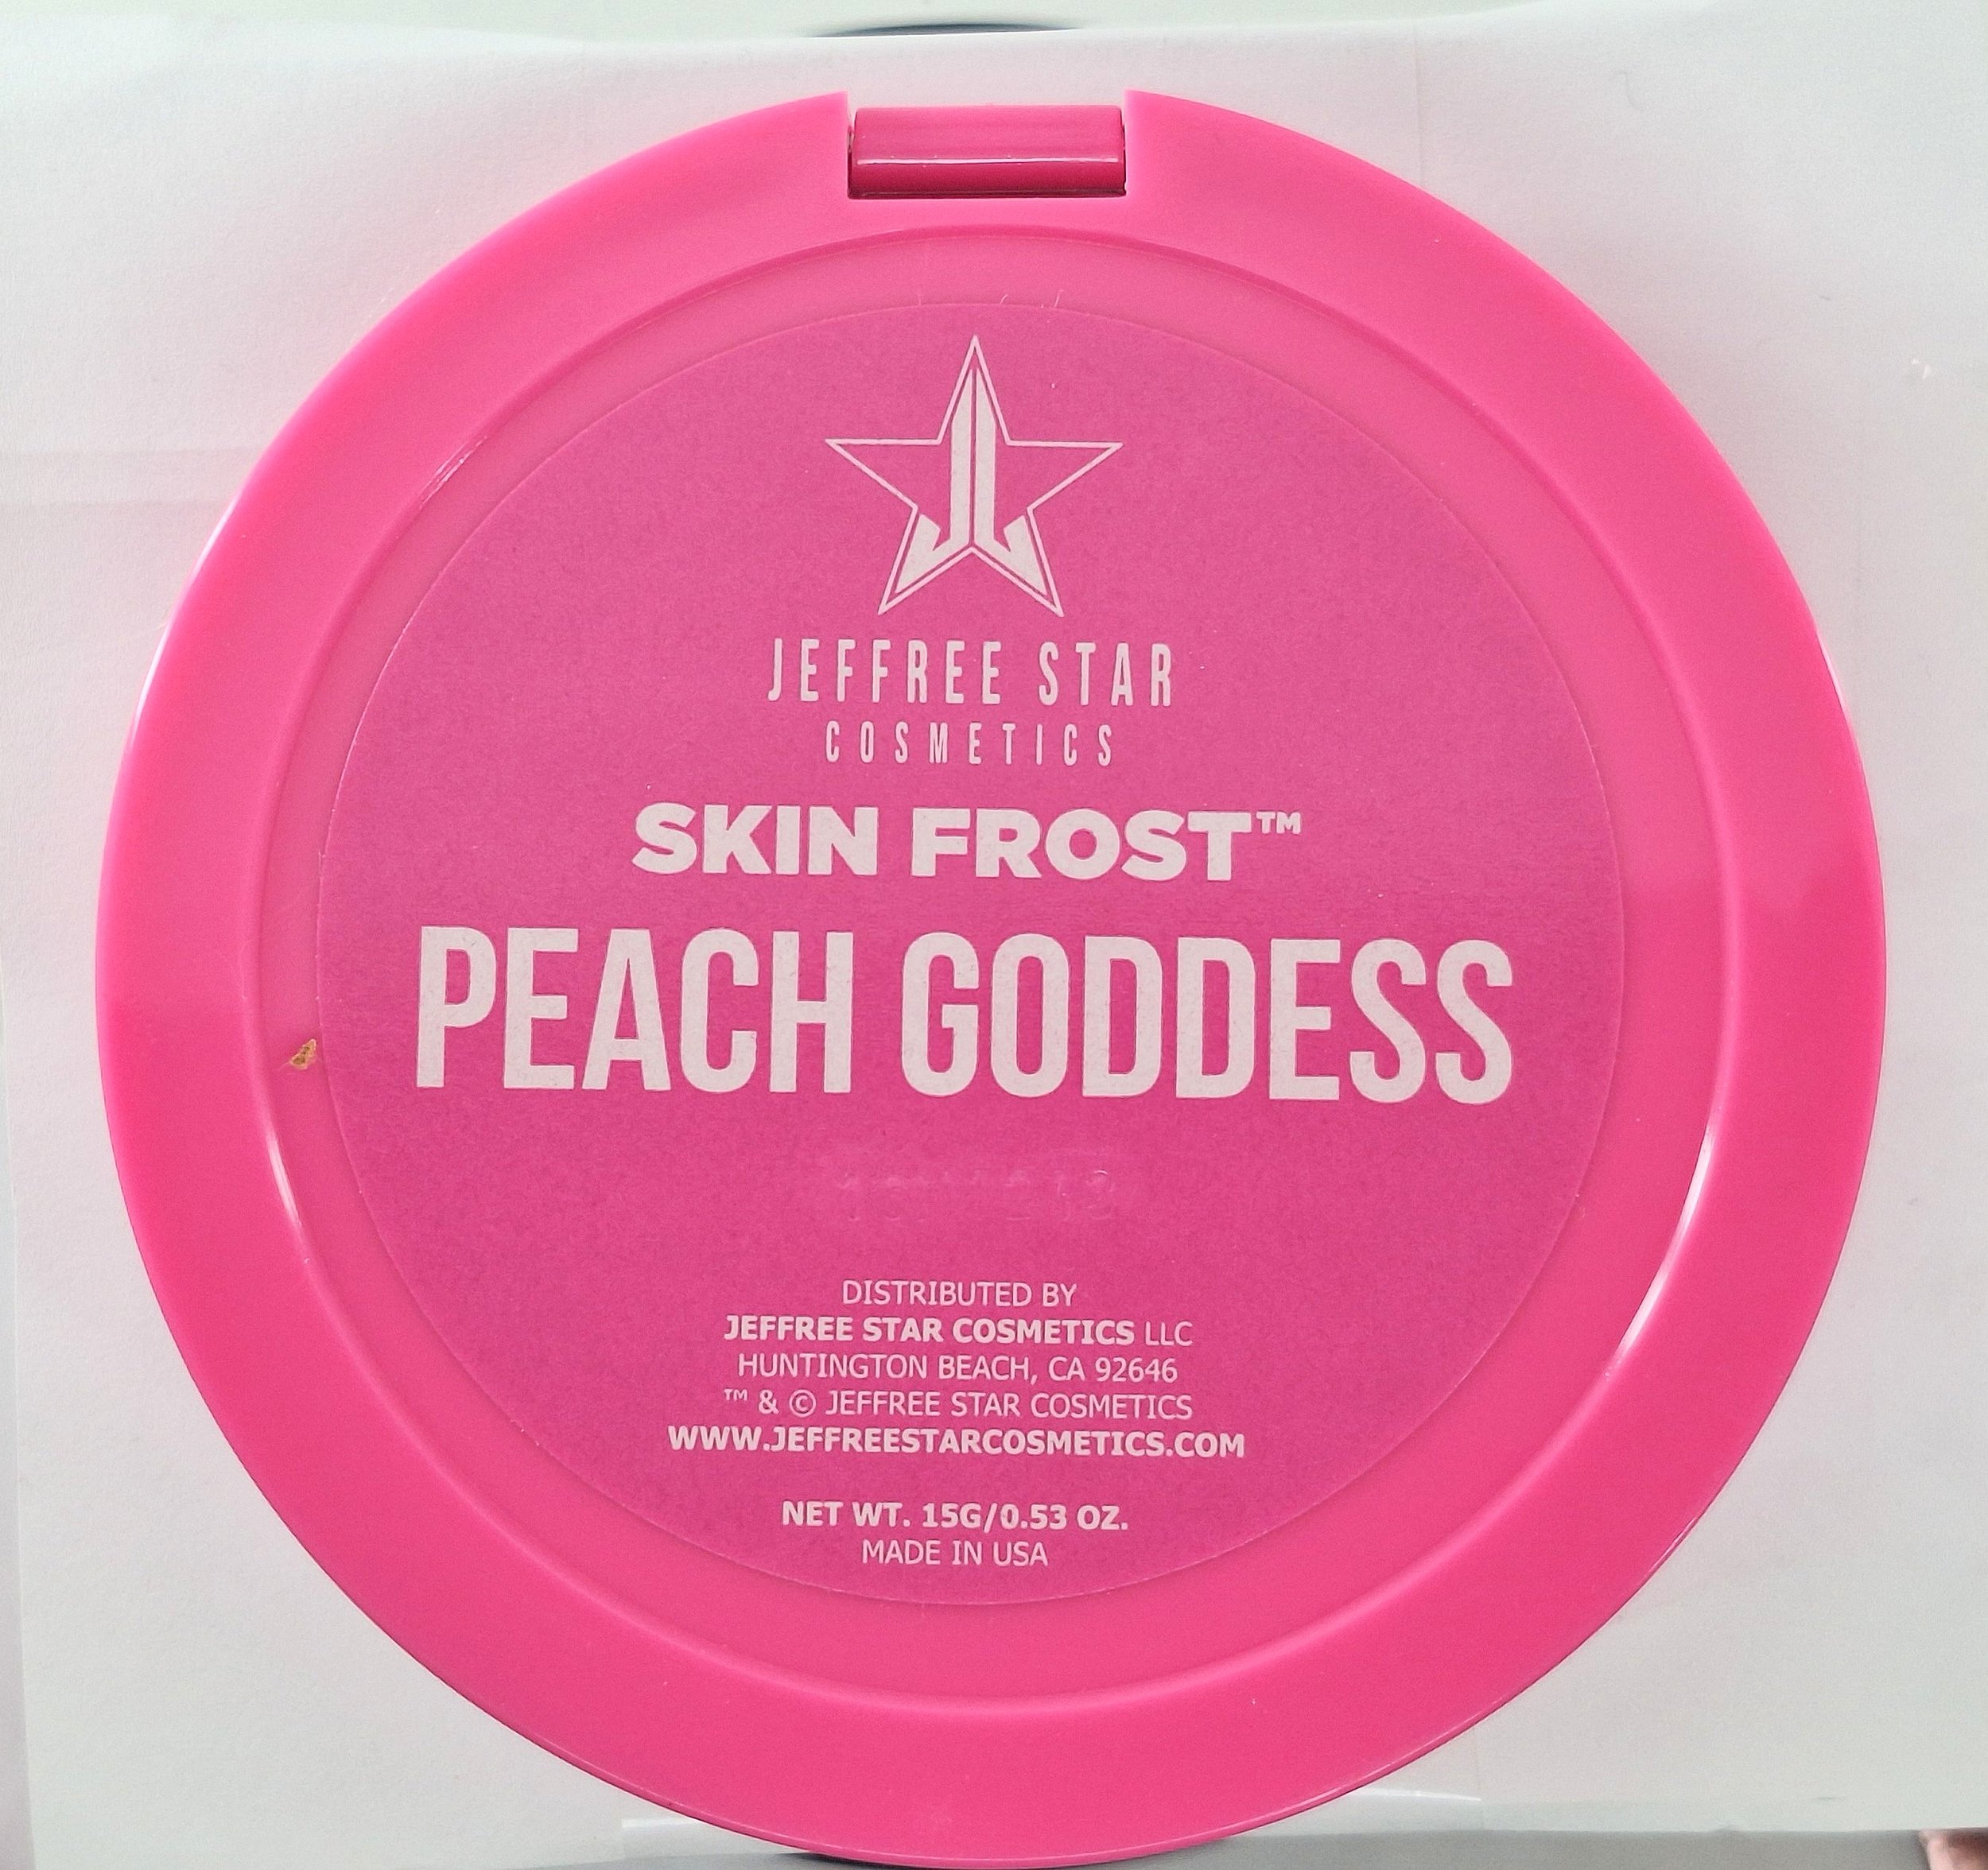 JEFFREE STAR
COSMETICS
SKIN FROST™
PEACH GODDESS
DISTRIBUTED BY
JEFFREE STAR COSMETICS LLC
HUNTINGTON BEACH, CA 92646
™ & © JEFFREE STAR COSMETICS
WWW.JEFFREESTARCOSMETICS.COM
NET WT. 15G/0.53 OZ.
MADE IN USA